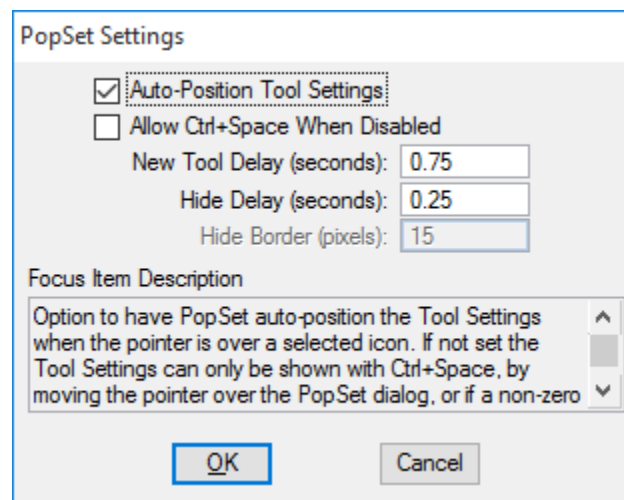 PopSet Settings
Auto-Position Tool Settings
Allow Ctrl+Space When Disabled
New Tool Delay (seconds): 0.75
Hide Delay (seconds): 0.25
Hide Border (pixels): 15
Focus Item Description
Option to have PopSet auto-position the Tool Settings
when the pointer is over a selected icon. If not set the
Tool Settings can only be shown with Ctrl+Space, by
moving the pointer over the PopSet dialog, or if a non-zero
OK Cancel